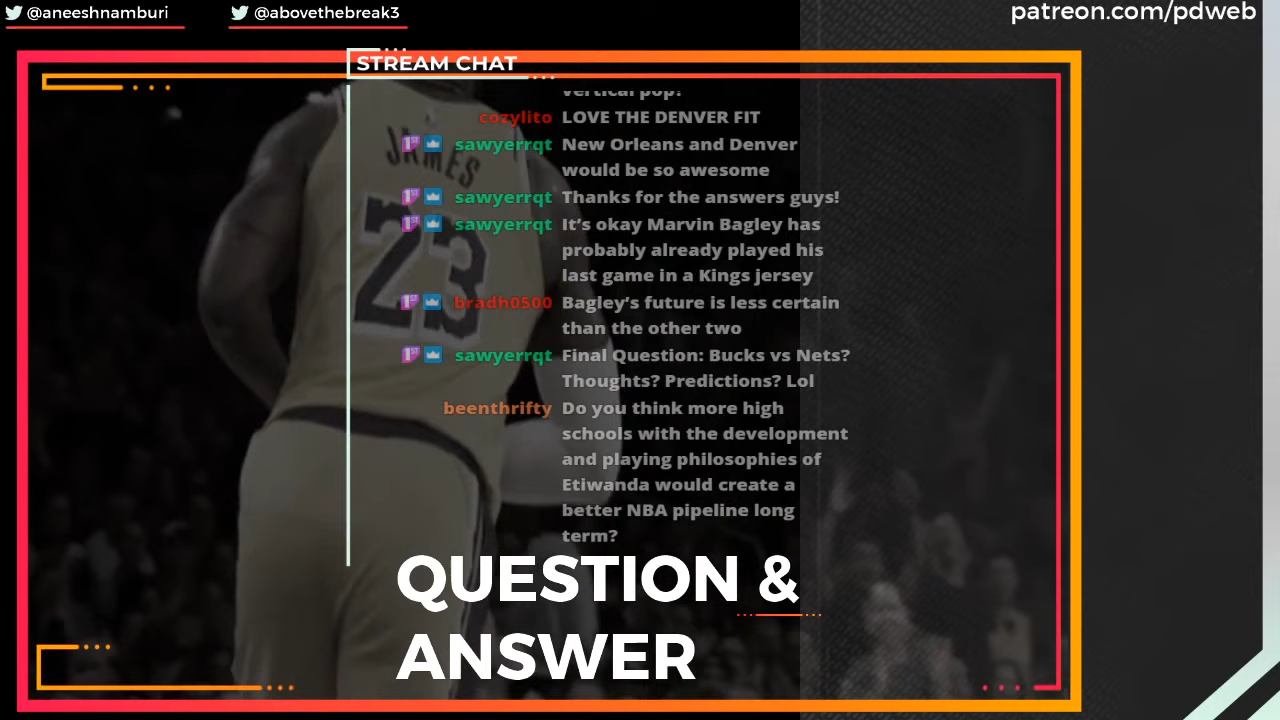 @aneeshnamburi @abovethebreak3 patreon.com/pdweb
STREAM CHAT
vertical pop?
cozylito LOVE THE DENVER FIT
sawyerrqt New Orleans and Denver
would be so awesome
sawyerrqt Thanks for the answers guys!
sawyerrqt It's okay Marvin Bagley has
probably already played his
last game in a Kings jersey
bradh0500 Bagley's future is less certain
than the other two
sawyerrqt Final Question: Bucks vs Nets?
Thoughts? Predictions? Lol
beenthrifty Do you think more high
schools with the development
and playing philosophies of
Etiwanda would create a
better NBA pipeline long
term?
JAMES
23
QUESTION &
ANSWER